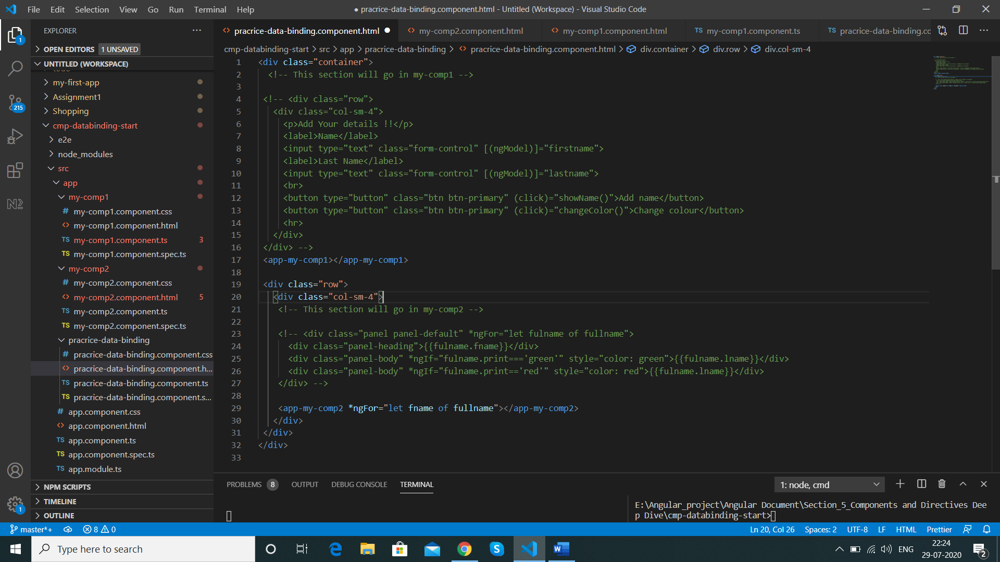 File Edit Selection View Go Run Terminal Help
● pracrice-data-binding.component.html - Untitled (Workspace) - Visual Studio Code
EXPLORER
OPEN EDITORS 1 UNSAVED
UNTITLED (WORKSPACE)
my-first-app
Assignment1
Shopping
cmp-databinding-start
e2e
node_modules
src
app
my-comp1
# my-comp1.component.css
<> my-comp1.component.html
TS my-comp1.component.ts 3
TS my-comp1.component.spec.ts
my-comp2
# my-comp2.component.css
<> my-comp2.component.html 5
TS my-comp2.component.ts
TS my-comp2.component.spec.ts
pracrice-data-binding
# pracrice-data-binding.component.css
<> pracrice-data-binding.component.h...
TS pracrice-data-binding.component.ts
TS pracrice-data-binding.component.s...
# app.component.css
<> app.component.html
TS app.component.ts
TS app.component.spec.ts
TS app.module.ts
NPM SCRIPTS
TIMELINE
OUTLINE
1
215
1
<> pracrice-data-binding.component.html ●
<> my-comp2.component.html
<> my-comp1.component.html
TS my-comp1.component.ts
TS pracrice-data-binding.cc
cmp-databinding-start > src > app > pracrice-data-binding > <> pracrice-data-binding.component.html > div.container > div.row > div.col-sm-4
1 <div class="container">
2 <!-- This section will go in my-comp1 -->
3
4 <!-- <div class="row">
5 <div class="col-sm-4">
6 <p>Add Your details !!</p>
7 <label>Name</label>
8 <input type="text" class="form-control" [(ngModel)]="firstname">
9 <label>Last Name</label>
10 <input type="text" class="form-control" [(ngModel)]="lastname">
11 <br>
12 <button type="button" class="btn btn-primary" (click)="showName()">Add name</button>
13 <button type="button" class="btn btn-primary" (click)="changeColor()">Change colour</button>
14 <hr>
15 </div>
16 </div> -->
17 <app-my-comp1></app-my-comp1>
18
19 <div class="row">
20 <div class="col-sm-4">
21 <!-- This section will go in my-comp2 -->
22
23 <!-- <div class="panel panel-default" *ngFor="let fulname of fullname">
24 <div class="panel-heading">{{fulname.fname}}</div>
25 <div class="panel-body" *ngIf="fulname.print==='green'" style="color: green">{{fulname.lname}}</div>
26 <div class="panel-body" *ngIf="fulname.print=='red'" style="color: red">{{fulname.lname}}</div>
27 </div> -->
28
29 <app-my-comp2 *ngFor="let fname of fullname"></app-my-comp2>
30 </div>
31 </div>
32 </div>
33
PROBLEMS 8 OUTPUT DEBUG CONSOLE TERMINAL
1: node, cmd
E:\Angular_project\Angular Document\Section_5_Components and Directives Dee
p Dive\cmp-databinding-start>
master*+ 8 0
Ln 20, Col 26 Spaces: 2 UTF-8 LF HTML Prettier
Type here to search
ENG
22:24
29-07-2020
2